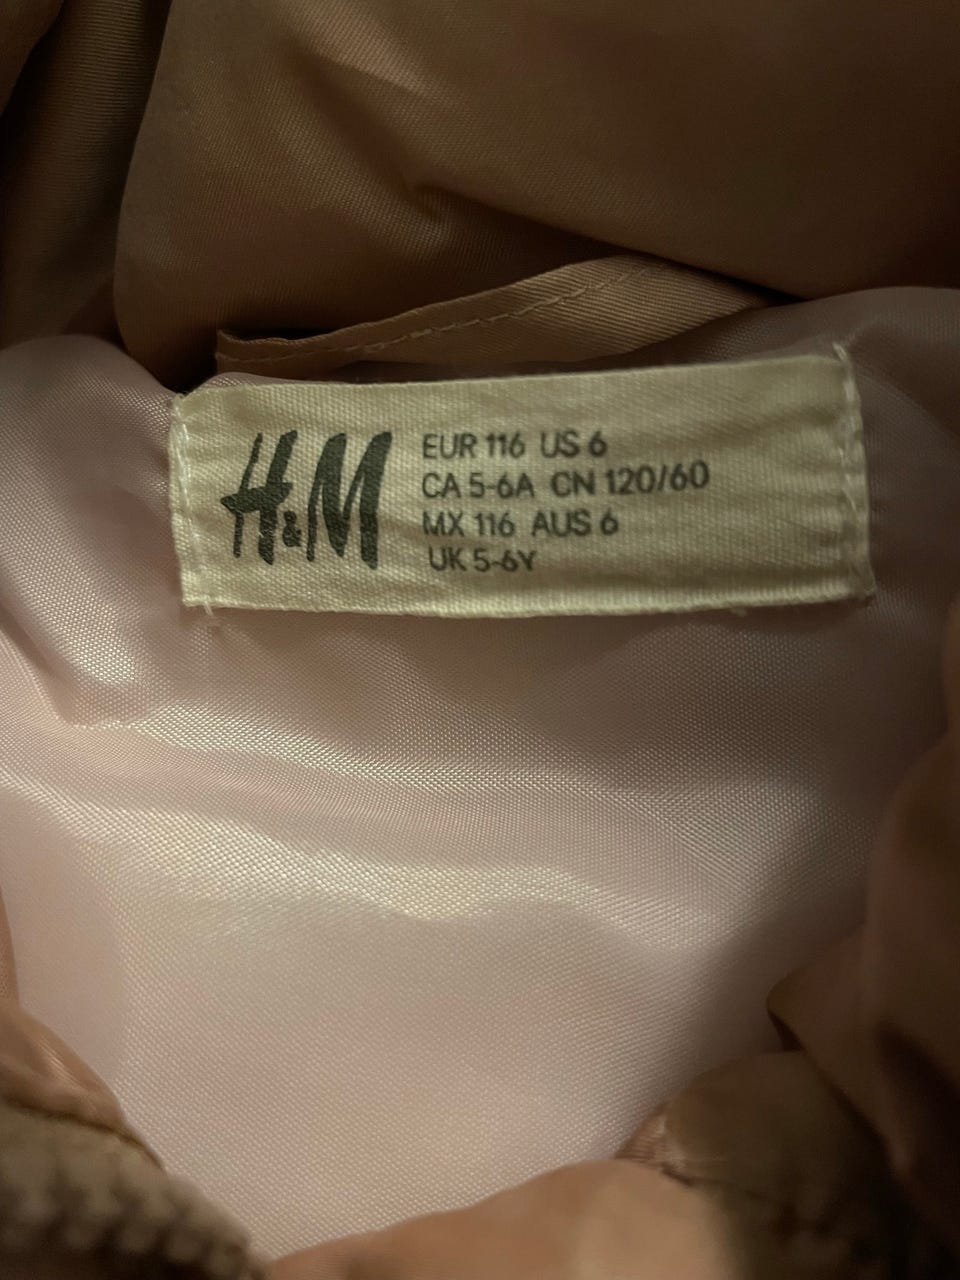 H&M
EUR 116 US 6
CA 5-6A CN 120/60
MX 116 AUS 6
UK 5-6Y